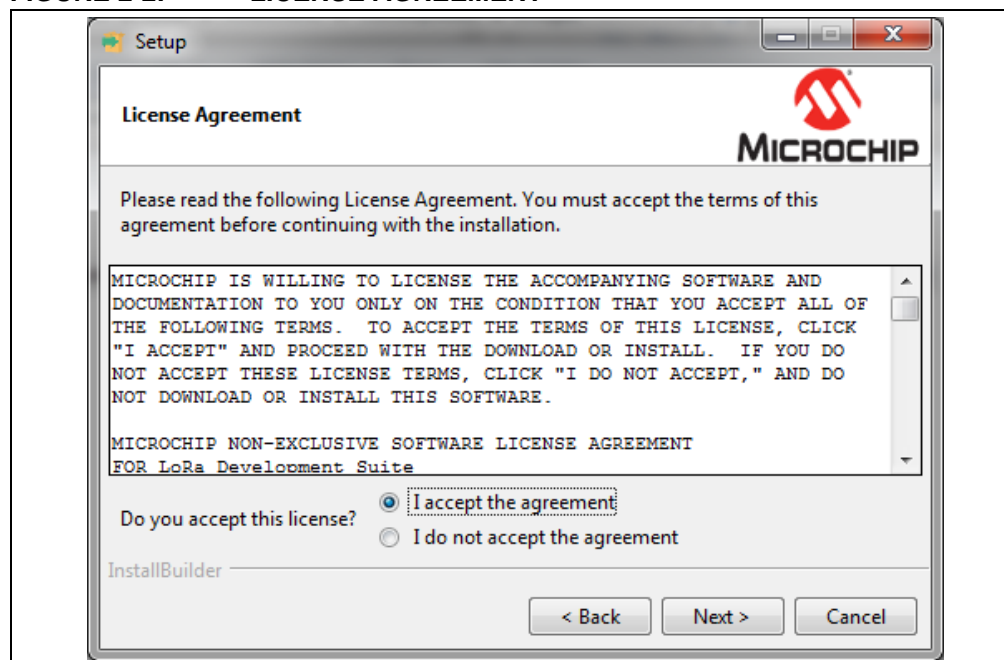 FIGURE 2-2: LICENSE AGREEMENT
Setup
License Agreement
MICROCHIP
Please read the following License Agreement. You must accept the terms of this
agreement before continuing with the installation.
MICROCHIP IS WILLING TO LICENSE THE ACCOMPANYING SOFTWARE AND
DOCUMENTATION TO YOU ONLY ON THE CONDITION THAT YOU ACCEPT ALL OF
THE FOLLOWING TERMS.  TO ACCEPT THE TERMS OF THIS LICENSE, CLICK
"I ACCEPT" AND PROCEED WITH THE DOWNLOAD OR INSTALL.  IF YOU DO
NOT ACCEPT THESE LICENSE TERMS, CLICK "I DO NOT ACCEPT," AND DO
NOT DOWNLOAD OR INSTALL THIS SOFTWARE.
MICROCHIP NON-EXCLUSIVE SOFTWARE LICENSE AGREEMENT
FOR LoRa Development Suite
Do you accept this license?
I accept the agreement
I do not accept the agreement
InstallBuilder
< Back
Next >
Cancel